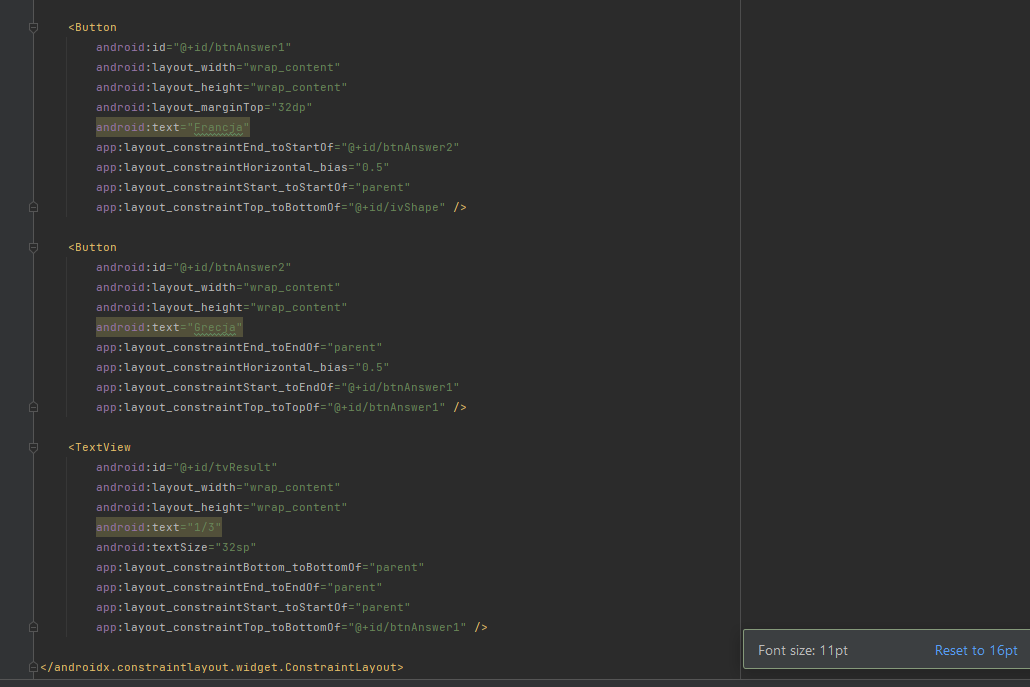 <Button
android:id="@+id/btnAnswer1"
android:layout_width="wrap_content"
android:layout_height="wrap_content"
android:layout_marginTop="32dp"
android:text="Francja"
app:layout_constraintEnd_toStartOf="@+id/btnAnswer2"
app:layout_constraintHorizontal_bias="0.5"
app:layout_constraintStart_toStartOf="parent"
app:layout_constraintTop_toBottomOf="@+id/ivShape" />
<Button
android:id="@+id/btnAnswer2"
android:layout_width="wrap_content"
android:layout_height="wrap_content"
android:text="Grecja"
app:layout_constraintEnd_toEndOf="parent"
app:layout_constraintHorizontal_bias="0.5"
app:layout_constraintStart_toEndOf="@+id/btnAnswer1"
app:layout_constraintTop_toTopOf="@+id/btnAnswer1" />
<TextView
android:id="@+id/tvResult"
android:layout_width="wrap_content"
android:layout_height="wrap_content"
android:text="1/3"
android:textSize="32sp"
app:layout_constraintBottom_toBottomOf="parent"
app:layout_constraintEnd_toEndOf="parent"
app:layout_constraintStart_toStartOf="parent"
app:layout_constraintTop_toBottomOf="@+id/btnAnswer1" />
</androidx.constraintlayout.widget.ConstraintLayout>
Font size: 11pt Reset to 16pt